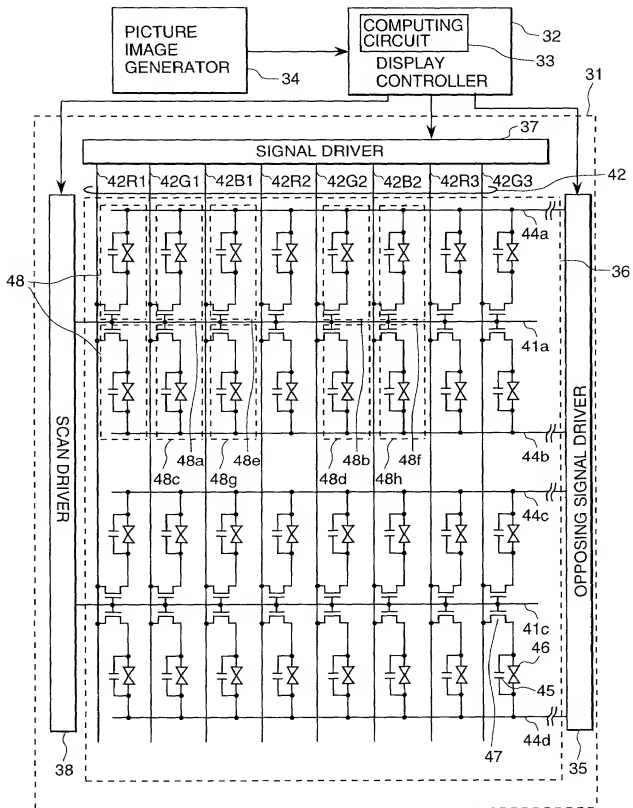 PICTURE
IMAGE
GENERATOR
34
COMPUTING
CIRCUIT
32
33
DISPLAY
CONTROLLER
31
37
SIGNAL DRIVER
42R1 42G1 42B1 42R2 42G2 42B2 42R3 42G3
42
44a
36
48
41a
SCAN DRIVER
OPPOSING SIGNAL DRIVER
48a 48e 48b 48f
44b
48c 48g 48d 48h
44c
41c
46
45
44d
38
47
35